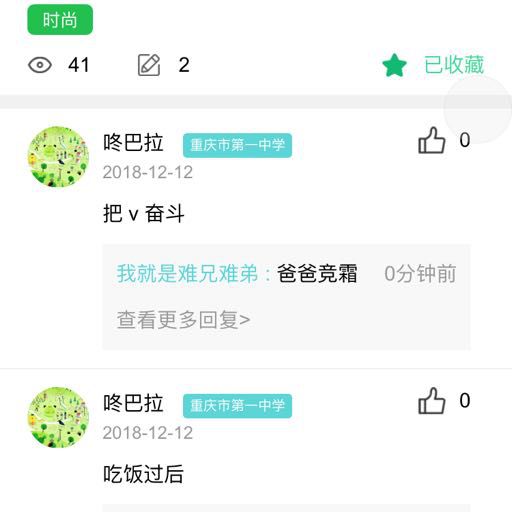 时尚
41 2 已收藏
咚巴拉 重庆市第一中学 0
2018-12-12
把 v 奋斗
我就是难兄难弟 : 爸爸竞霜 0分钟前
查看更多回复>
咚巴拉 重庆市第一中学 0
2018-12-12
吃饭过后